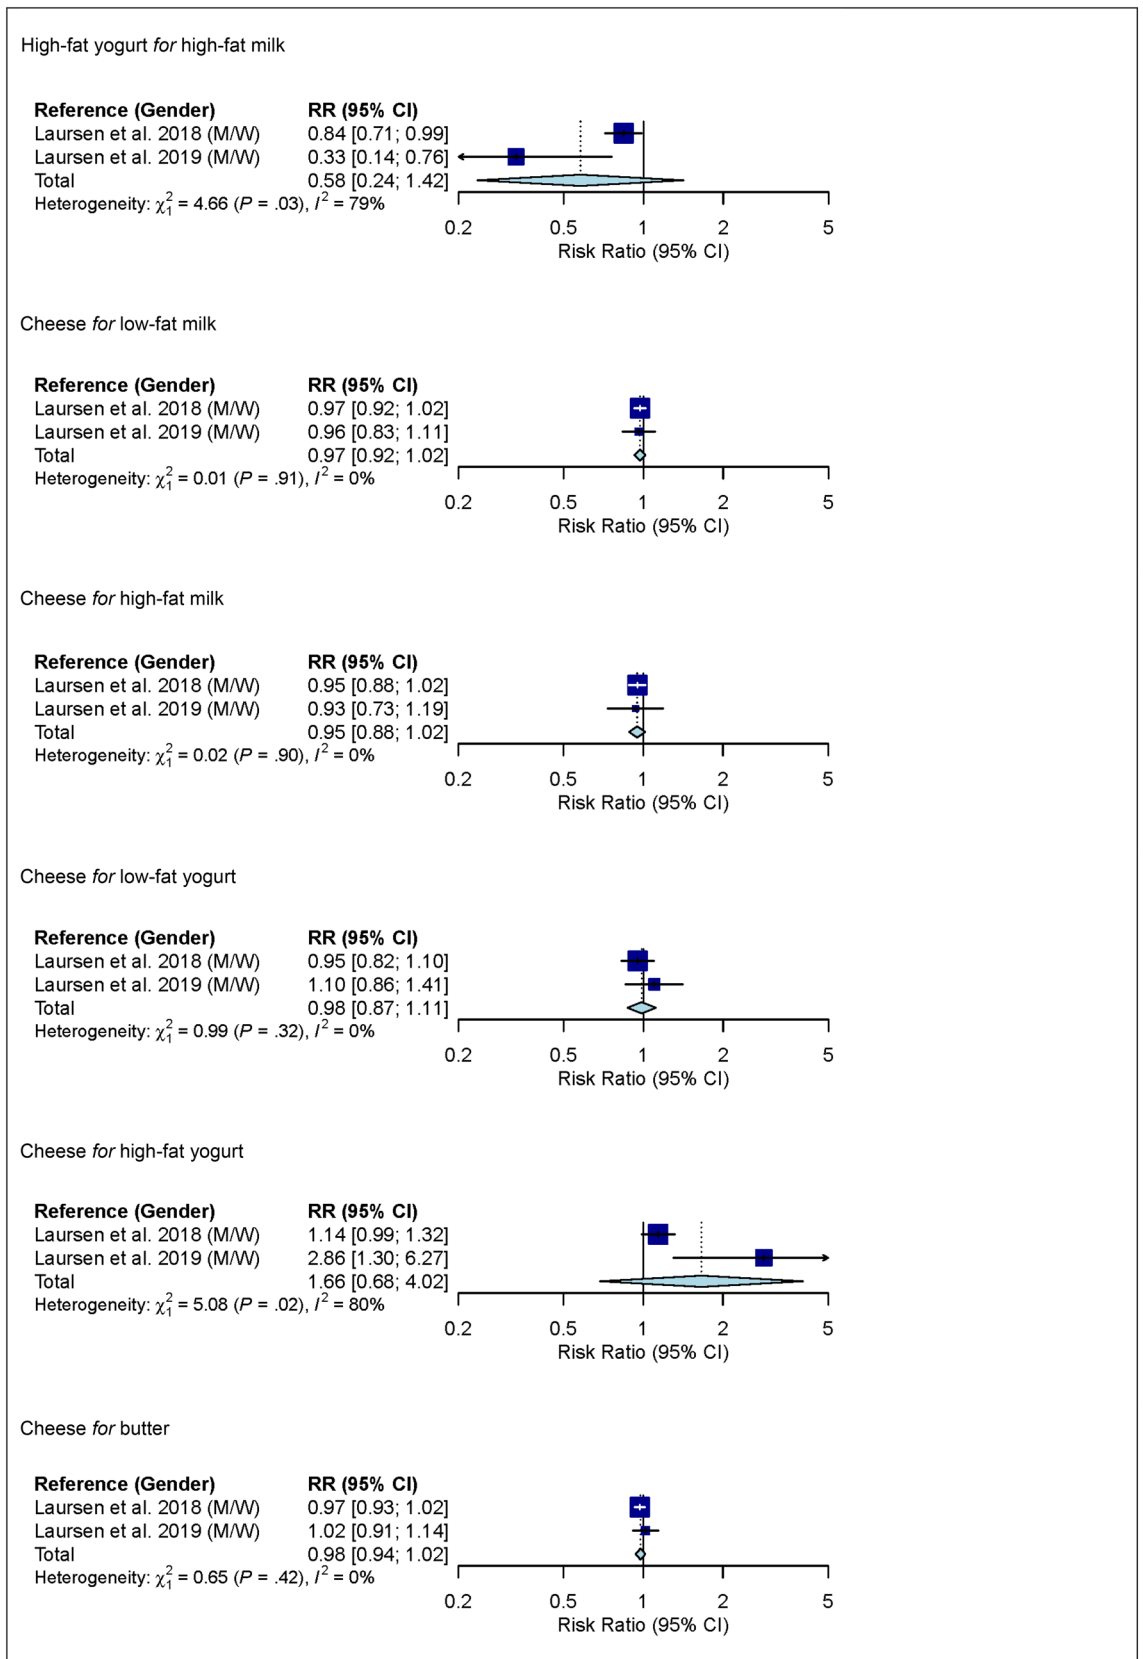 High-fat yogurt for high-fat milk
Reference (Gender) RR (95% CI)
Laursen et al. 2018 (M/W) 0.84 [0.71; 0.99]
Laursen et al. 2019 (M/W) 0.33 [0.14; 0.76]
Total 0.58 [0.24; 1.42]
Heterogeneity: χ²₁ = 4.66 (P = .03), I² = 79%
0.2 0.5 1 2 5
Risk Ratio (95% CI)
Cheese for low-fat milk
Reference (Gender) RR (95% CI)
Laursen et al. 2018 (M/W) 0.97 [0.92; 1.02]
Laursen et al. 2019 (M/W) 0.96 [0.83; 1.11]
Total 0.97 [0.92; 1.02]
Heterogeneity: χ²₁ = 0.01 (P = .91), I² = 0%
0.2 0.5 1 2 5
Risk Ratio (95% CI)
Cheese for high-fat milk
Reference (Gender) RR (95% CI)
Laursen et al. 2018 (M/W) 0.95 [0.88; 1.02]
Laursen et al. 2019 (M/W) 0.93 [0.73; 1.19]
Total 0.95 [0.88; 1.02]
Heterogeneity: χ²₁ = 0.02 (P = .90), I² = 0%
0.2 0.5 1 2 5
Risk Ratio (95% CI)
Cheese for low-fat yogurt
Reference (Gender) RR (95% CI)
Laursen et al. 2018 (M/W) 0.95 [0.82; 1.10]
Laursen et al. 2019 (M/W) 1.10 [0.86; 1.41]
Total 0.98 [0.87; 1.11]
Heterogeneity: χ²₁ = 0.99 (P = .32), I² = 0%
0.2 0.5 1 2 5
Risk Ratio (95% CI)
Cheese for high-fat yogurt
Reference (Gender) RR (95% CI)
Laursen et al. 2018 (M/W) 1.14 [0.99; 1.32]
Laursen et al. 2019 (M/W) 2.86 [1.30; 6.27]
Total 1.66 [0.68; 4.02]
Heterogeneity: χ²₁ = 5.08 (P = .02), I² = 80%
0.2 0.5 1 2 5
Risk Ratio (95% CI)
Cheese for butter
Reference (Gender) RR (95% CI)
Laursen et al. 2018 (M/W) 0.97 [0.93; 1.02]
Laursen et al. 2019 (M/W) 1.02 [0.91; 1.14]
Total 0.98 [0.94; 1.02]
Heterogeneity: χ²₁ = 0.65 (P = .42), I² = 0%
0.2 0.5 1 2 5
Risk Ratio (95% CI)